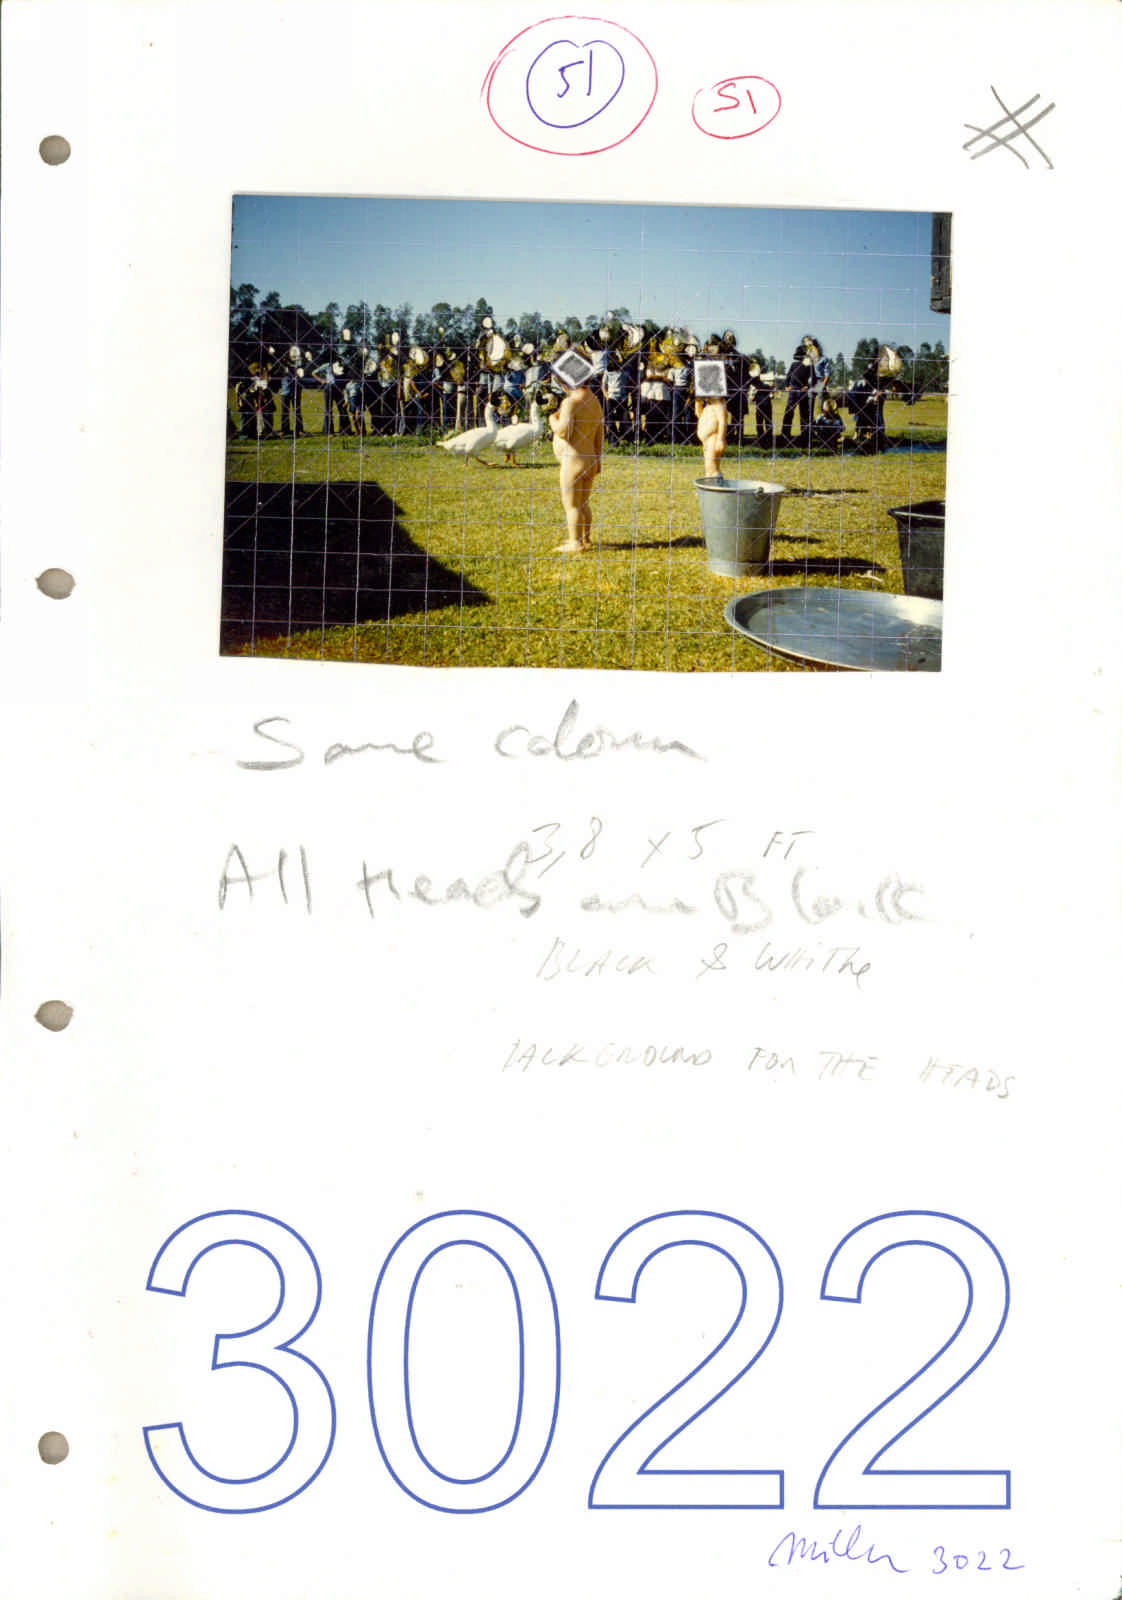 51
51
Same colour
3,8 x 5 FT
All Heads are Black
BLACK & WHiThe
BACKGROUND FOR THE HEADS
3022
Miller 3022